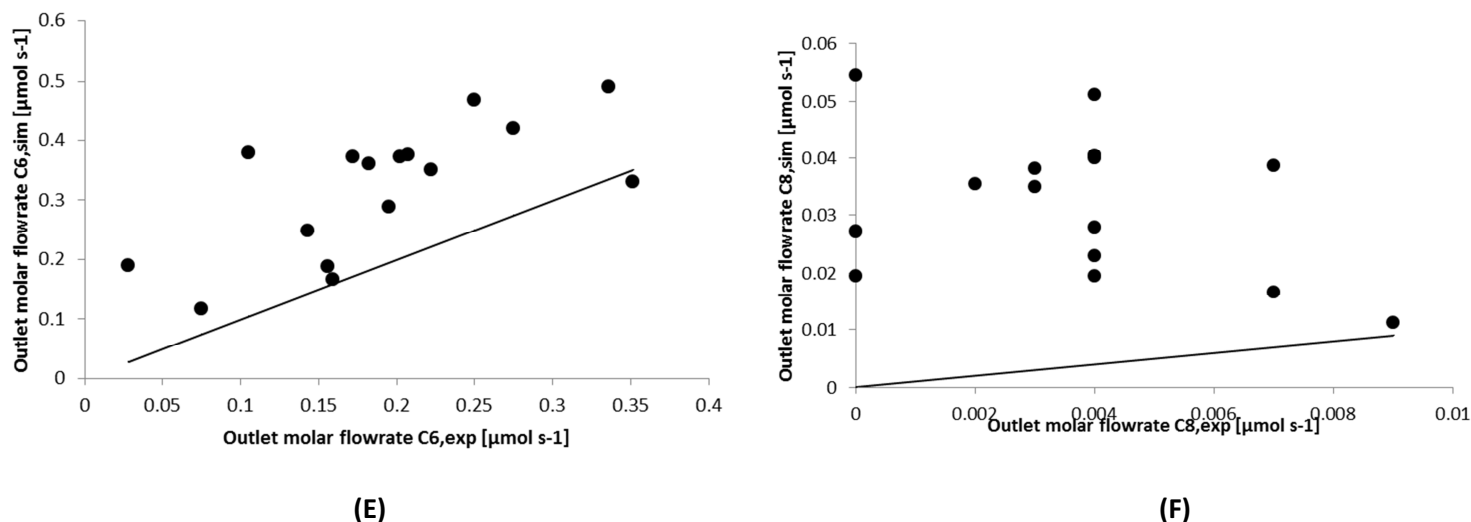 Outlet molar flowrate C6,sim [µmol s-1]
0.6
0.5
0.4
0.3
0.2
0.1
0
0 0.05 0.1 0.15 0.2 0.25 0.3 0.35 0.4
Outlet molar flowrate C6,exp [µmol s-1]
(E)
Outlet molar flowrate C8,sim [µmol s-1]
0.06
0.05
0.04
0.03
0.02
0.01
0
0 0.002 0.004 0.006 0.008 0.01
Outlet molar flowrate C8,exp [µmol s-1]
(F)